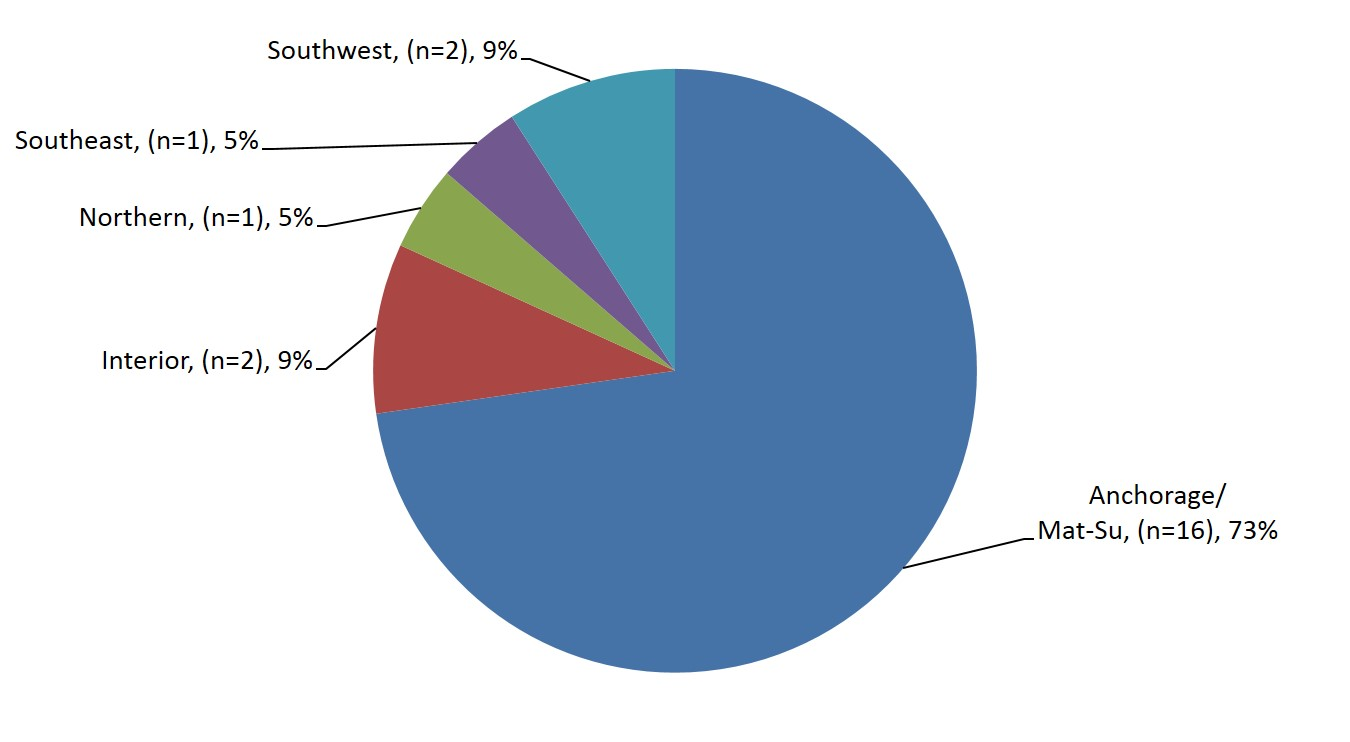 Southwest, (n=2), 9%
Southeast, (n=1), 5%
Northern, (n=1), 5%
Interior, (n=2), 9%
Anchorage/
Mat-Su, (n=16), 73%